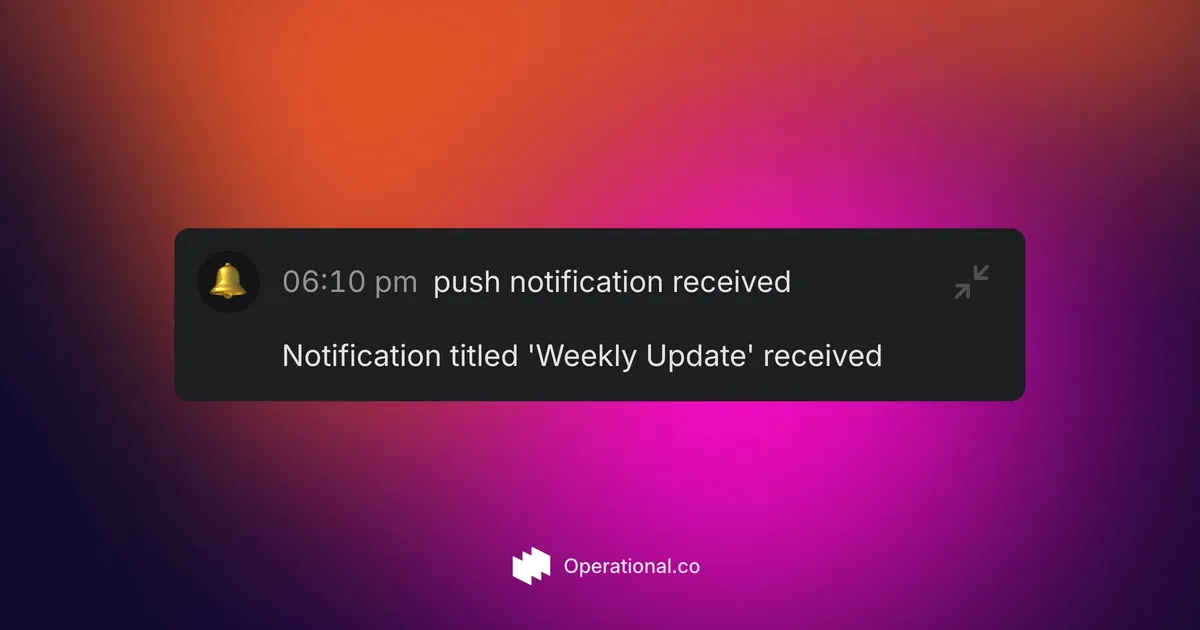 06:10 pm push notification received
Notification titled 'Weekly Update' received
Operational.co